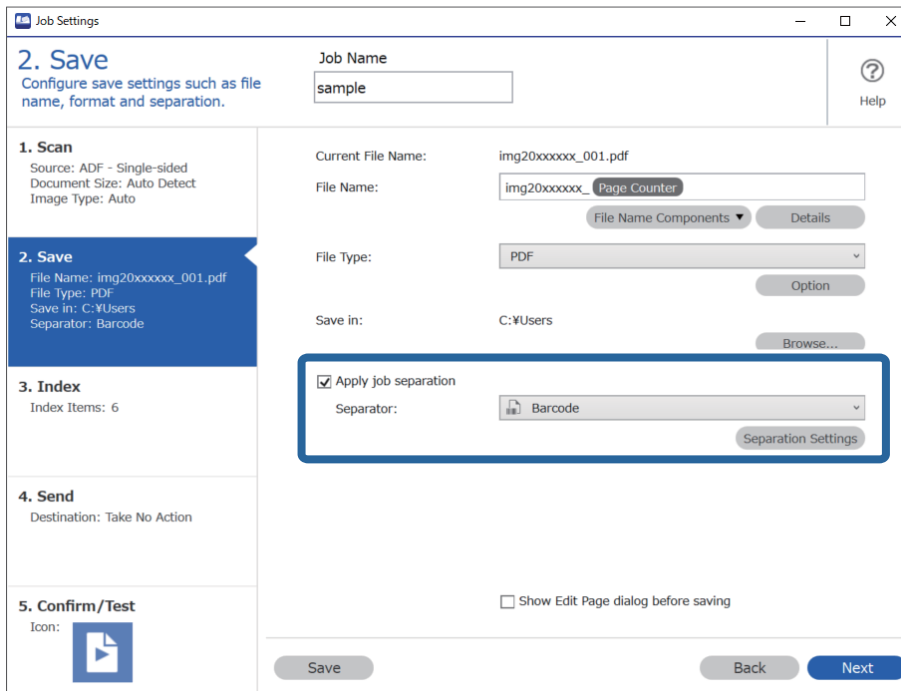 Job Settings
2. Save
Configure save settings such as file
name, format and separation.
Job Name
sample
Help
1. Scan
Source: ADF - Single-sided
Document Size: Auto Detect
Image Type: Auto
2. Save
File Name: img20xxxxxx_001.pdf
File Type: PDF
Save in: C:¥Users
Separator: Barcode
3. Index
Index Items: 6
4. Send
Destination: Take No Action
5. Confirm/Test
Icon:
Current File Name: img20xxxxxx_001.pdf
File Name: img20xxxxxx_ Page Counter
File Name Components Details
File Type: PDF
Option
Save in: C:¥Users
Browse...
Apply job separation
Separator: Barcode
Separation Settings
Show Edit Page dialog before saving
Save Back Next